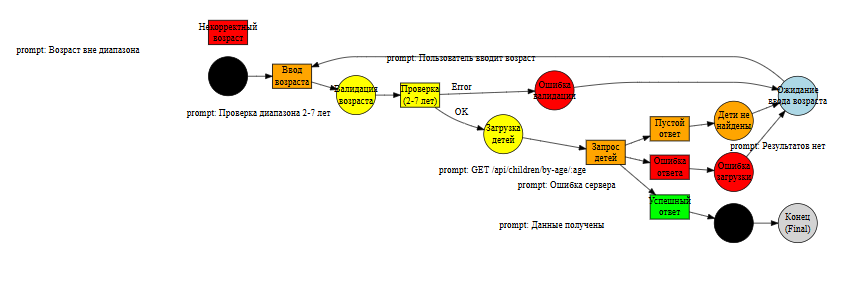 Некорректный
возраст
prompt: Возраст вне диапазона
prompt: Пользователь вводит возраст
Ввод
возраста
Валидация
возраста
Проверка
(2-7 лет)
Error
OK
Ошибка
валидации
Ожидание
ввода возраста
prompt: Проверка диапазона 2-7 лет
Загрузка
детей
Пустой
ответ
Дети не
найдены
prompt: Результатов нет
Запрос
детей
prompt: GET /api/children/by-age/:age
Ошибка
ответа
Ошибка
загрузки
prompt: Ошибка сервера
Успешный
ответ
prompt: Данные получены
Конец
(Final)